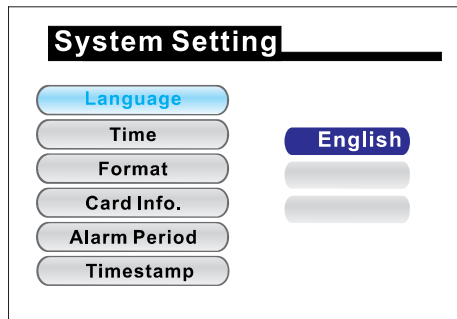 System Setting
Language
Time
English
Format
Card Info.
Alarm Period
Timestamp